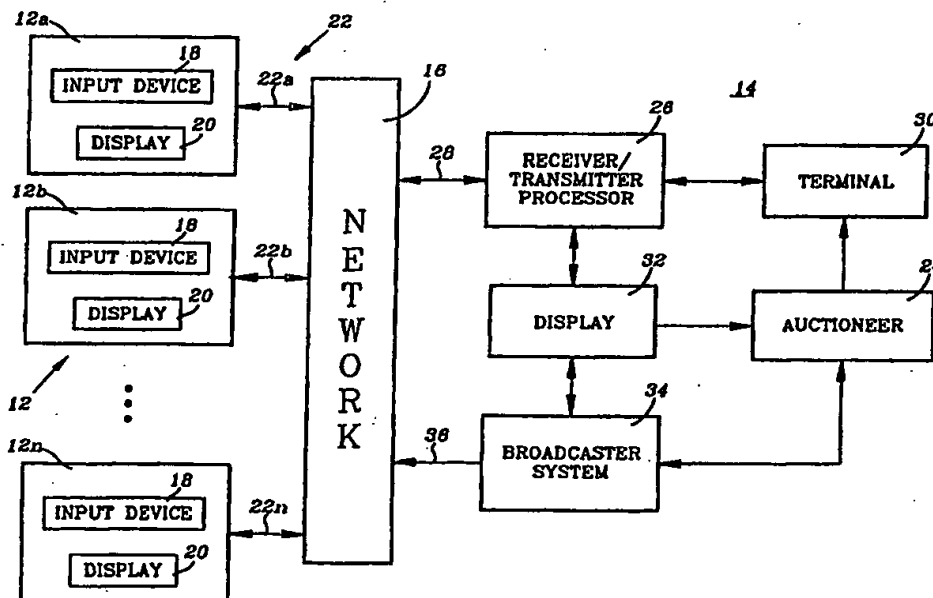 12a
18
INPUT DEVICE
20
DISPLAY
22a
22
12b
18
INPUT DEVICE
20
DISPLAY
22b
12
12n
18
INPUT DEVICE
20
DISPLAY
22n
16
NETWORK
14
28
26
RECEIVER/
TRANSMITTER
PROCESSOR
30
TERMINAL
32
DISPLAY
AUCTIONEER
34
BROADCASTER
SYSTEM
36